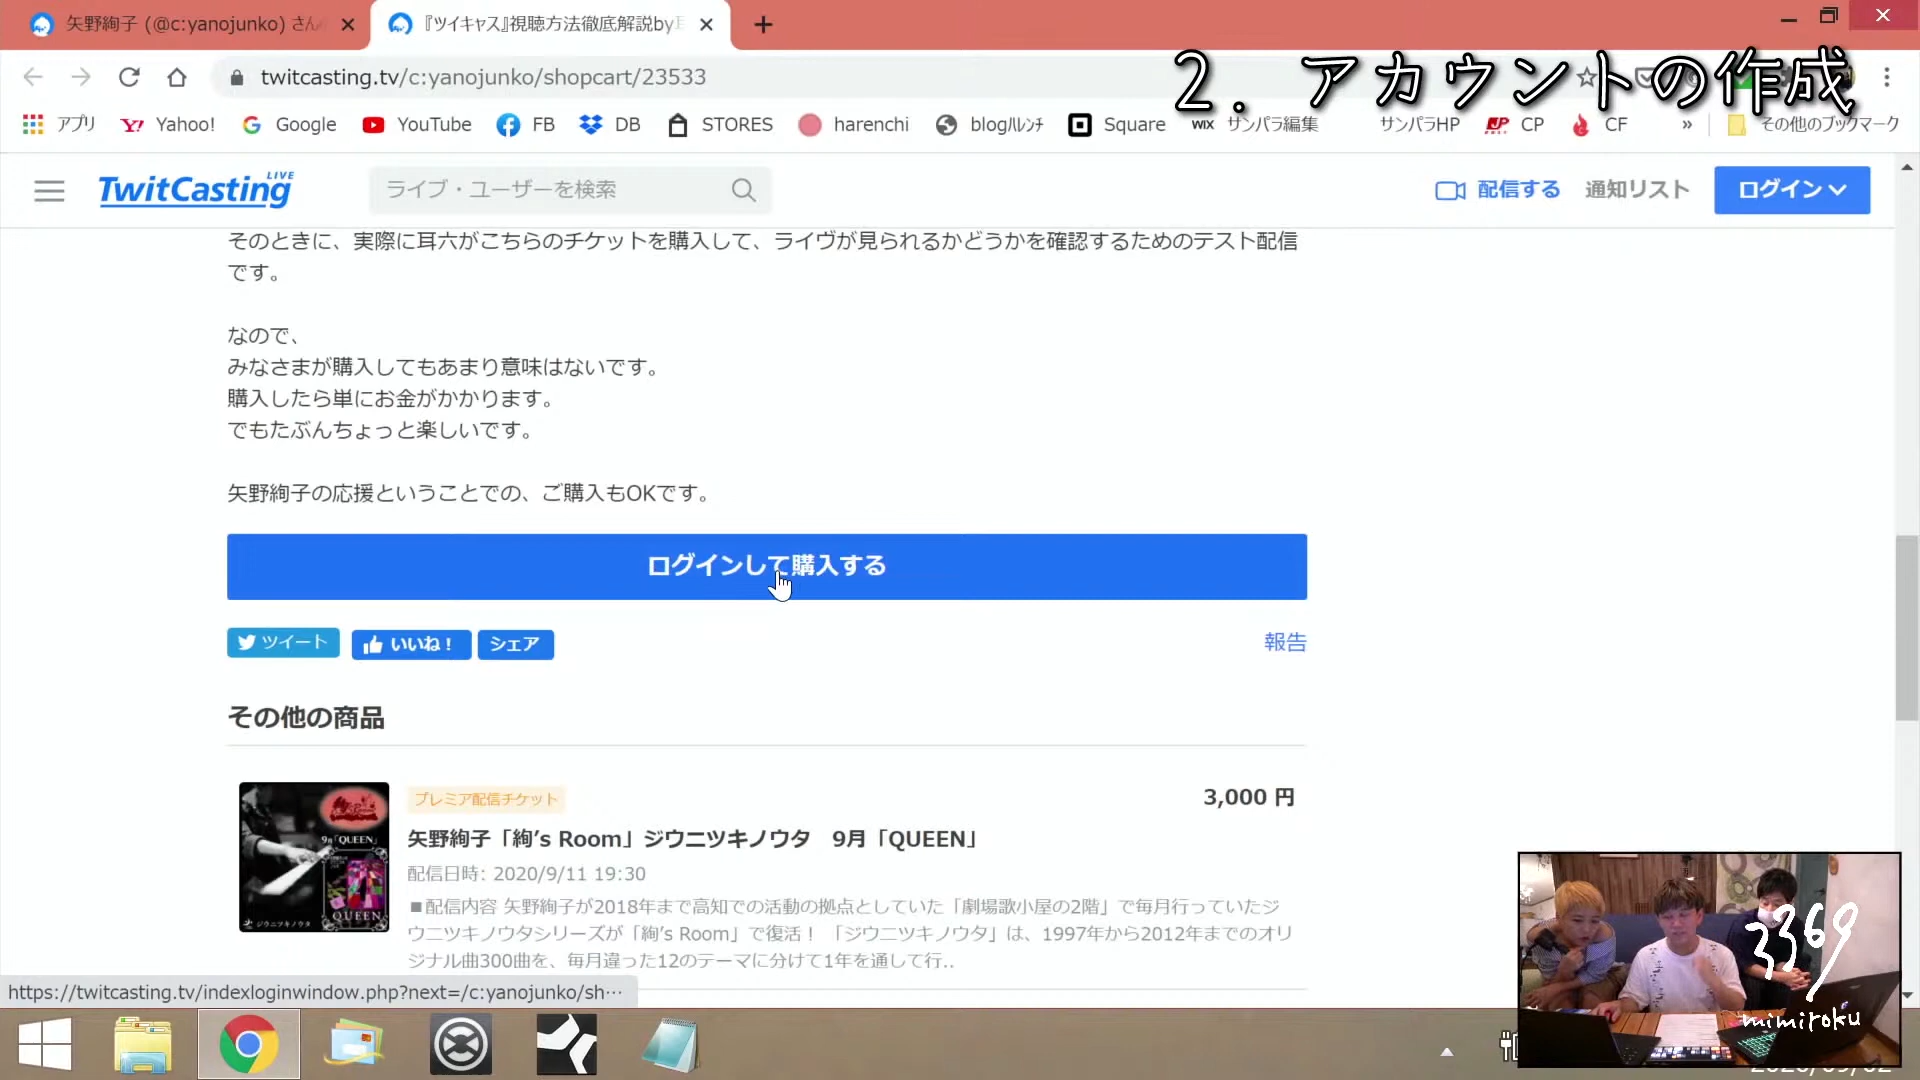 矢野絢子 (@c:yanojunko) さん
『ツイキャス』視聴方法徹底解説by
2．アカウントの作成
twitcasting.tv/c:yanojunko/shopcart/23533
アプリ Yahoo! Google YouTube FB DB STORES harenchi blogﾊﾚﾝﾁ Square WIX サンパラ編集 サンパラHP CP CF » その他のブックマーク
TwitCasting LIVE
ライブ・ユーザーを検索
配信する 通知リスト ログイン
そのときに、実際に耳六がこちらのチケットを購入して、ライヴが見られるかどうかを確認するためのテスト配信
です。
なので、
みなさまが購入してもあまり意味はないです。
購入したら単にお金がかかります。
でもたぶんちょっと楽しいです。
矢野絢子の応援ということでの、ご購入もOKです。
ログインして購入する
ツイート いいね！ シェア 報告
その他の商品
プレミア配信チケット 3,000 円
矢野絢子「絢’s Room」ジウニツキノウタ　9月「QUEEN」
配信日時: 2020/9/11 19:30
■配信内容 矢野絢子が2018年まで高知での活動の拠点としていた「劇場歌小屋の2階」で毎月行っていたジ
ウニツキノウタシリーズが「絢’s Room」で復活！ 「ジウニツキノウタ」は、1997年から2012年までのオリ
ジナル曲300曲を、毎月違った12のテーマに分けて1年を通して行..
9月「QUEEN」
QUEEN
ジウニツキノウタ
https://twitcasting.tv/indexloginwindow.php?next=/c:yanojunko/sh…
3369
mimiroku